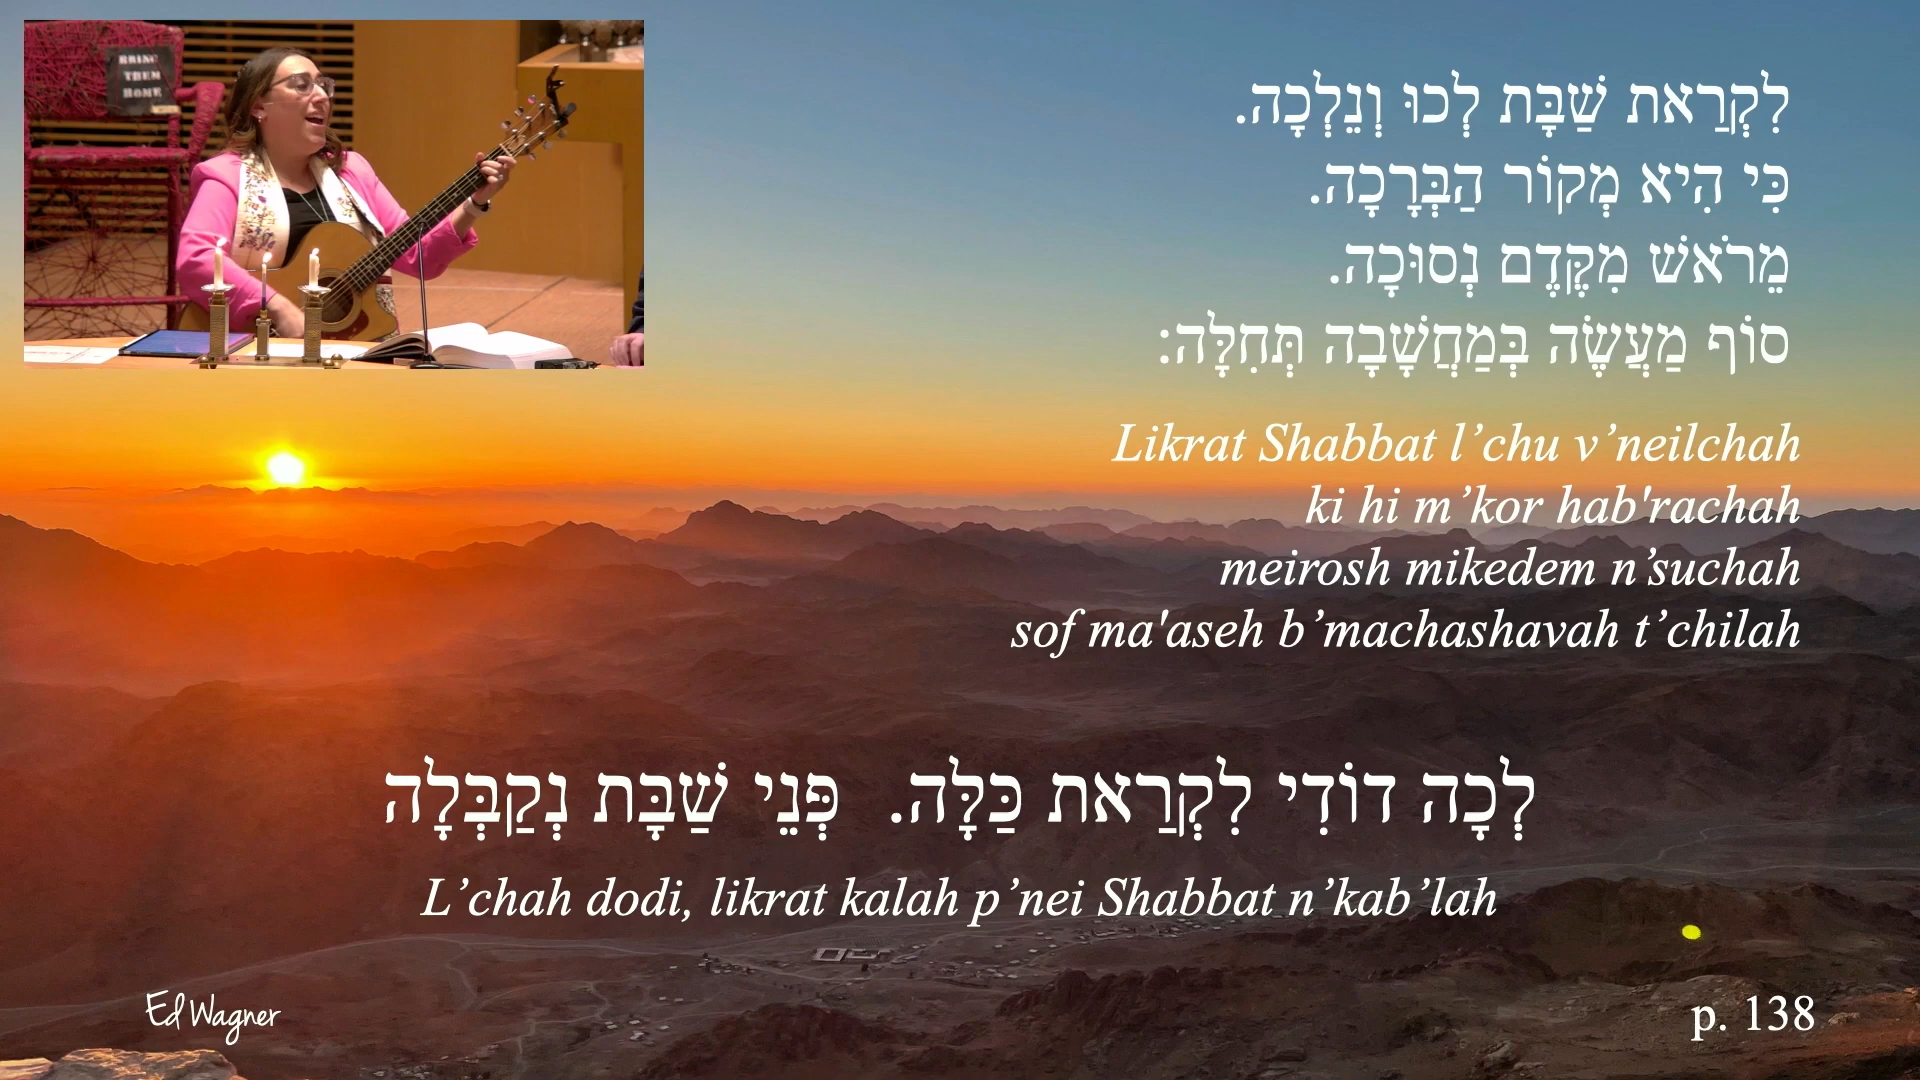 BRING
THEM
HOME
לִקְרַאת שַׁבָּת לְכוּ וְנֵלְכָה.
כִּי הִיא מְקוֹר הַבְּרָכָה.
מֵרֹאשׁ מִקֶּדֶם נְסוּכָה.
סוֹף מַעֲשֶׂה בְּמַחֲשָׁבָה תְּחִלָּה:
Likrat Shabbat l’chu v’neilchah
ki hi m’kor hab'rachah
meirosh mikedem n’suchah
sof ma'aseh b’machashavah t’chilah
לְכָה דוֹדִי לִקְרַאת כַּלָּה. פְּנֵי שַׁבָּת נְקַבְּלָה
L’chah dodi, likrat kalah p’nei Shabbat n’kab’lah
Ed Wagner
p. 138